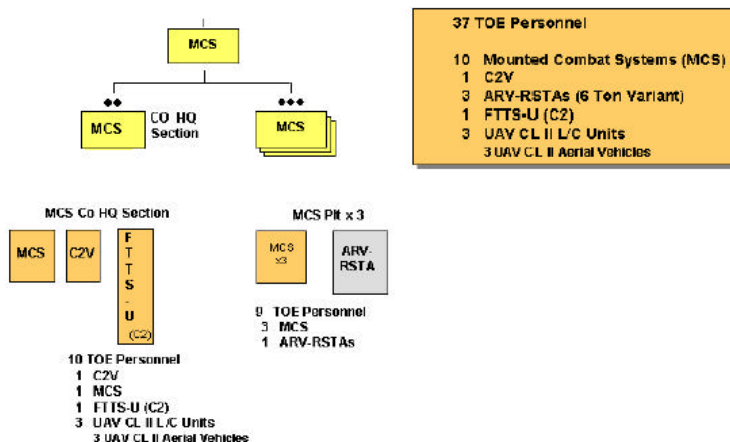 MCS
MCS
CO HQ
Section
MCS
37 TOE Personnel
10 Mounted Combat Systems (MCS)
1 C2V
3 ARV-RSTAs (6 Ton Variant)
1 FTTS-U (C2)
3 UAV CL II L/C Units
3 UAV CL II Aerial Vehicles
MCS Co HQ Section
MCS
C2V
F
T
T
S
-
U
(C2)
10 TOE Personnel
1 C2V
1 MCS
1 FTTS-U (C2)
3 UAV CL II L/C Units
3 UAV CL II Aerial Vehicles
MCS Plt x 3
MCS
x3
ARV-
RSTA
9 TOE Personnel
3 MCS
1 ARV-RSTAs